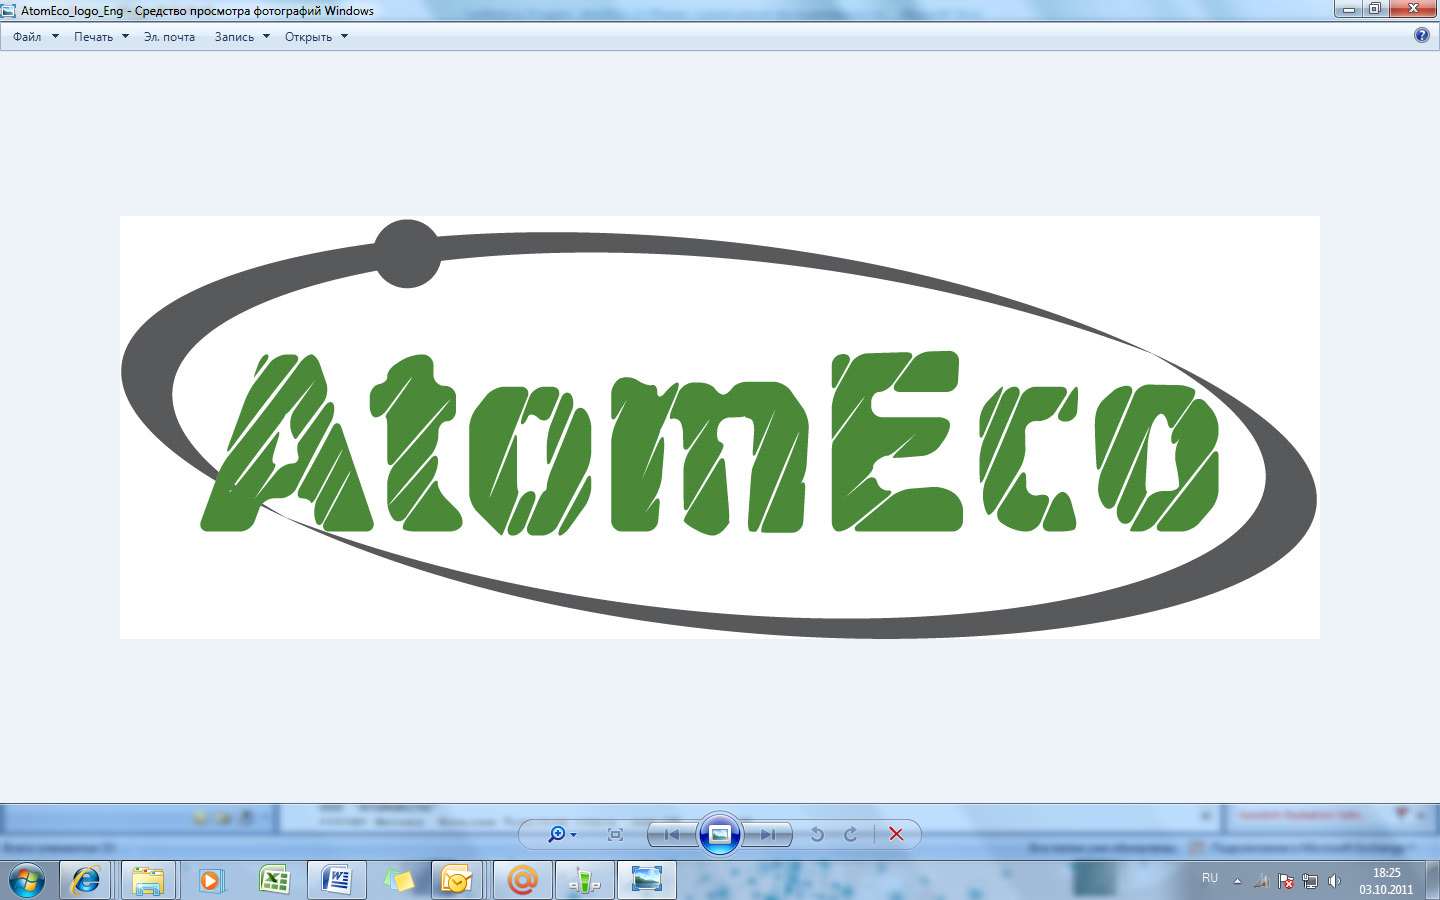 AtomEco_logo_Eng - Средство просмотра фотографий Windows
Файл Печать Эл. почта Запись Открыть
AtomEco
RU
18:25
03.10.2011